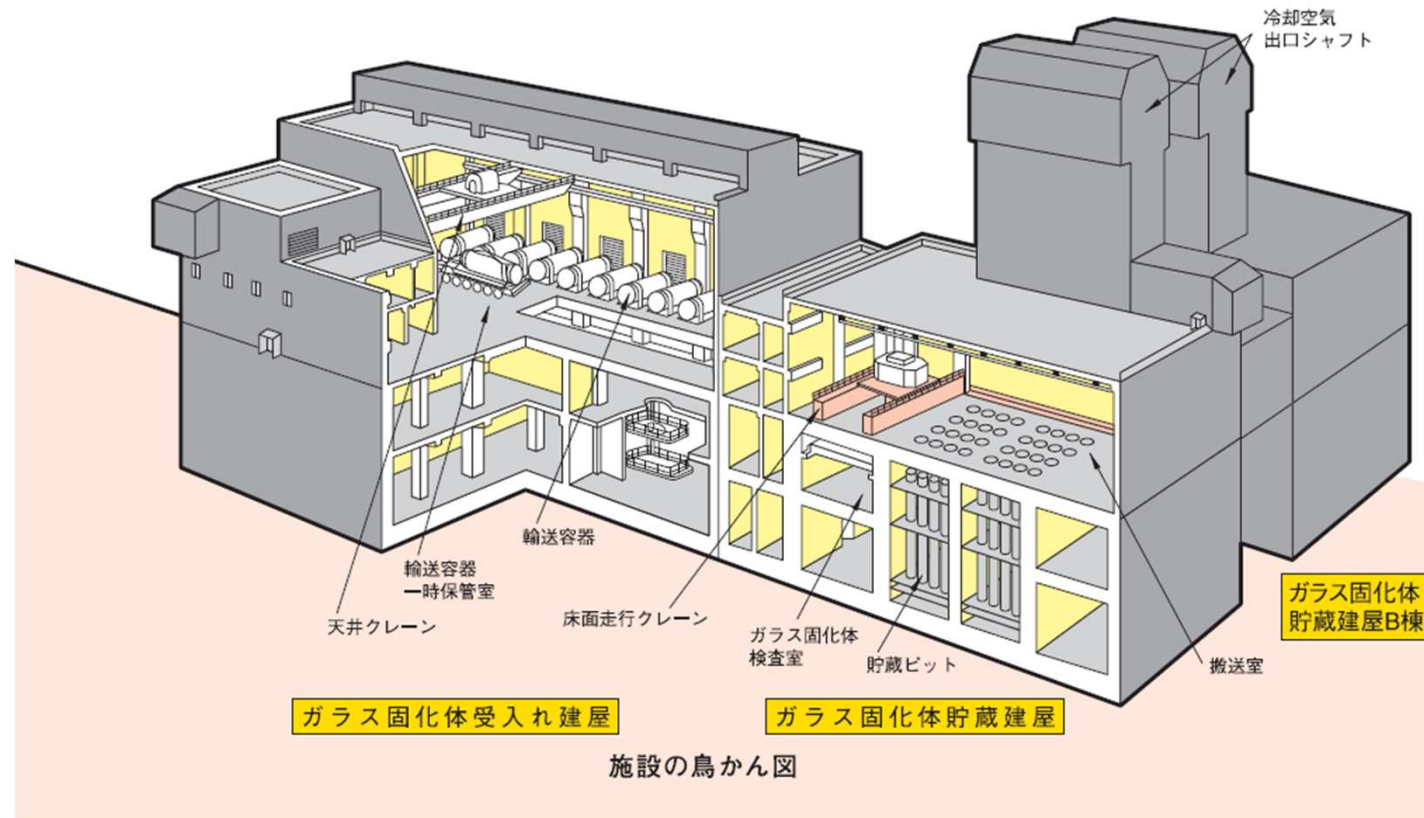 冷却空気
出口シャフト
輸送容器
輸送容器
一時保管室
天井クレーン
床面走行クレーン
ガラス固化体
検査室
貯蔵ピット
搬送室
ガラス固化体
貯蔵建屋B棟
ガラス固化体受入れ建屋
ガラス固化体貯蔵建屋
施設の鳥かん図